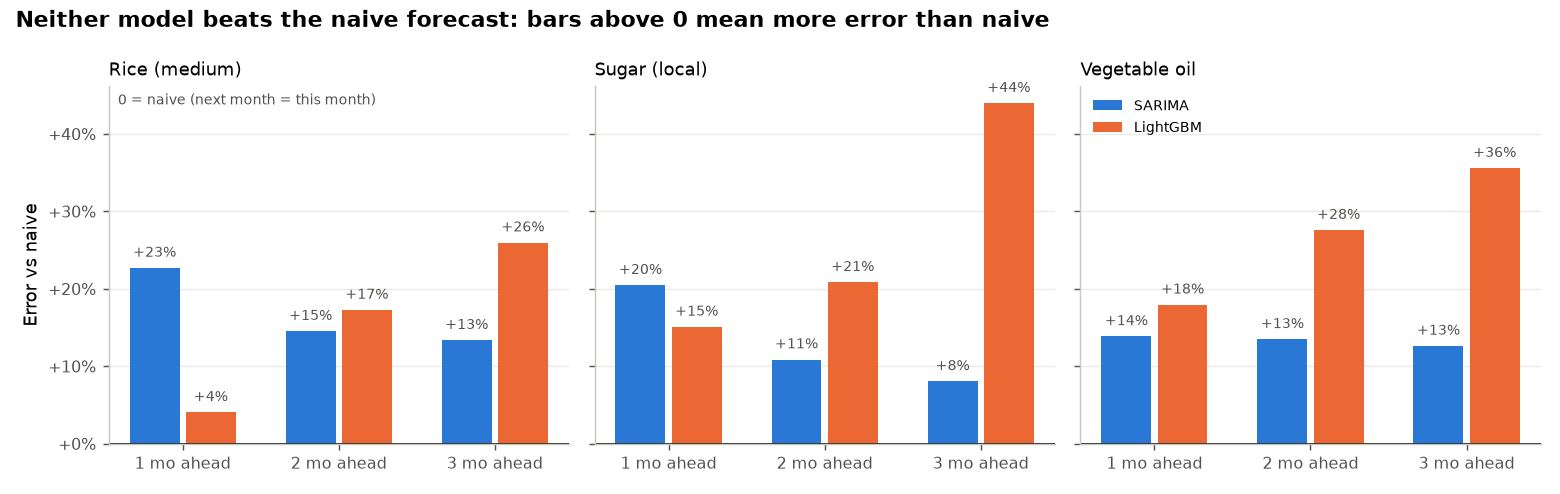 Neither model beats the naive forecast: bars above 0 mean more error than naive
Rice (medium)
0 = naive (next month = this month)
Error vs naive
+40%
+30%
+20%
+10%
+0%
+23%
+4%
+15%
+17%
+13%
+26%
1 mo ahead
2 mo ahead
3 mo ahead
Sugar (local)
+20%
+15%
+11%
+21%
+8%
+44%
1 mo ahead
2 mo ahead
3 mo ahead
Vegetable oil
SARIMA
LightGBM
+14%
+18%
+13%
+28%
+13%
+36%
1 mo ahead
2 mo ahead
3 mo ahead